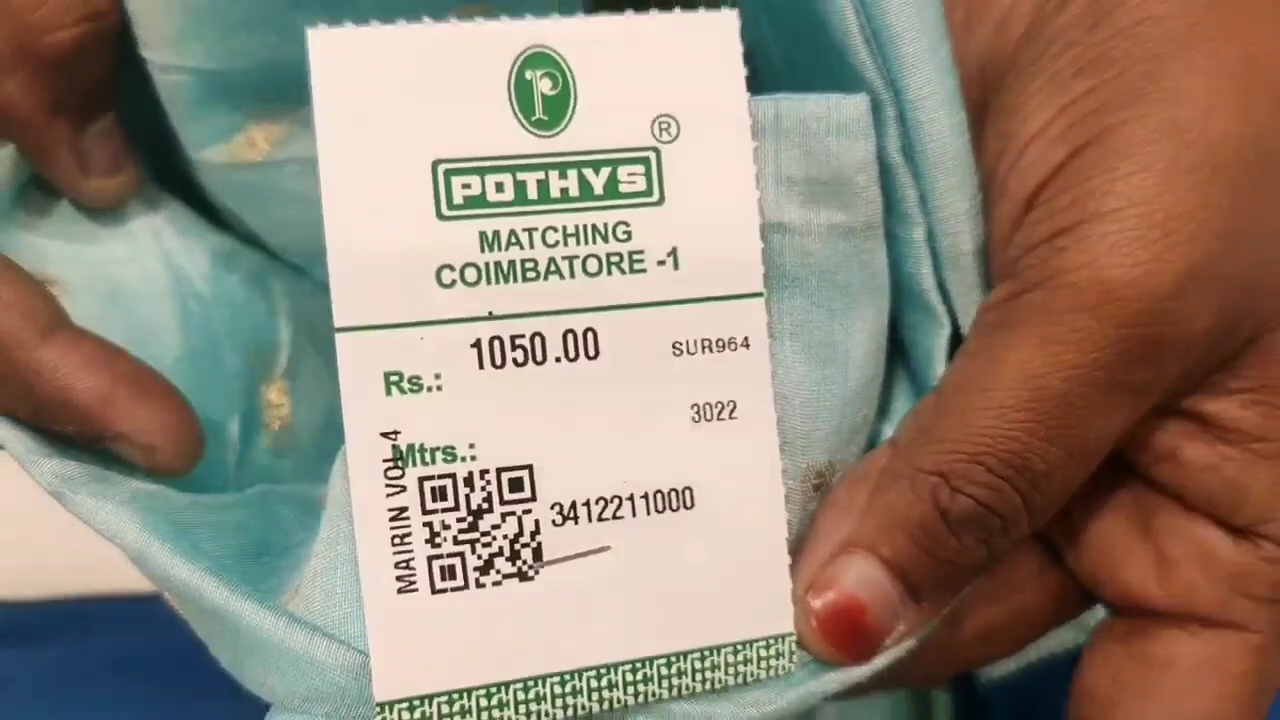 P
®
POTHYS
MATCHING
COIMBATORE -1
Rs.: 1050.00 SUR964
3022
Mtrs.:
MAIRIN VOL-4
3412211000